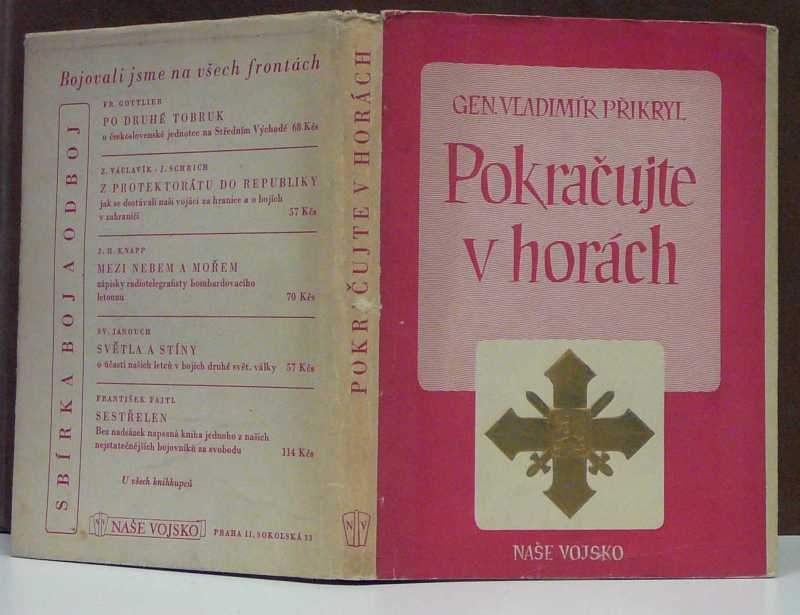 Bojovali jsme na všech frontách
SBÍRKA BOJ A ODBOJ
FR. GOTTLIEB
PO DRUHÉ TOBRUK
o československé jednotce na Středním Východě 68 Kčs
Z. VÁCLAVÍK - J. SCHRICH
Z PROTEKTORÁTU DO REPUBLIKY
jak se dostávali naši vojáci za hranice a o bojích
v zahraničí 57 Kčs
J. H. KNAPP
MEZI NEBEM A MOŘEM
zápisky radiotelegrafisty bombardovacího
letounu 70 Kčs
SV. JANOUCH
SVĚTLA A STÍNY
o účasti našich letců v bojích druhé svět. války 57 Kčs
FRANTIŠEK FAJTL
SESTŘELEN
Bez nadsázek napsaná kniha jednoho z našich
nejstatečnějších bojovníků za svobodu 114 Kčs
U všech knihkupců
NV NAŠE VOJSKO PRAHA II, SOKOLSKÁ 33
POKRAČUJTE V HORÁCH
NV
GEN. VLADIMÍR PŘIKRYL
Pokračujte
v horách
NAŠE VOJSKO